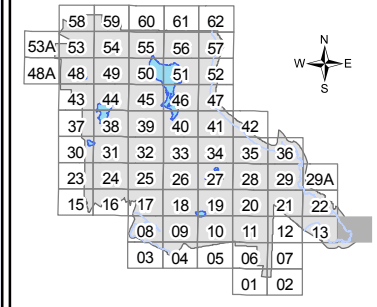 58 59 60 61 62
53A 53 54 55 56 57
N
W E
S
48A 48 49 50 51 52
43 44 45 46 47
37 38 39 40 41 42
30 31 32 33 34 35 36
23 24 25 26 27 28 29 29A
15 16 17 18 19 20 21 22
08 09 10 11 12 13
03 04 05 06 07
01 02